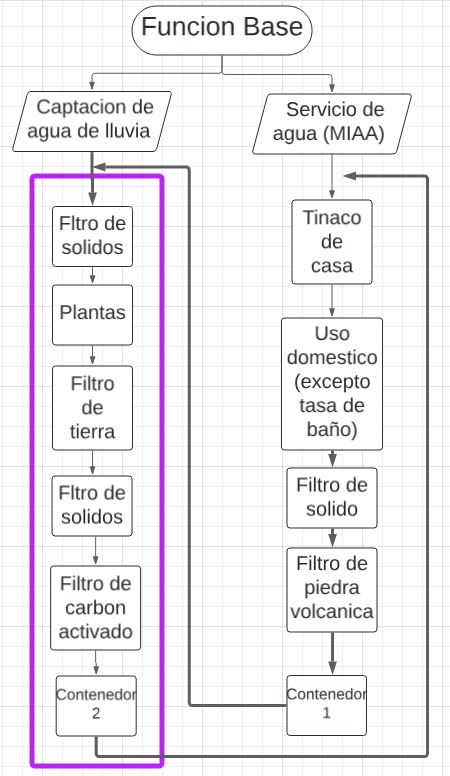 Funcion Base
Captacion de
agua de lluvia
Servicio de
agua (MIAA)
Fltro de
solidos
Plantas
Filtro
de
tierra
Fltro de
solidos
Filtro de
carbon
activado
Contenedor
2
Tinaco
de
casa
Uso
domestico
(excepto
tasa de
baño)
Filtro de
solido
Filtro de
piedra
volcanica
Contenedor
1